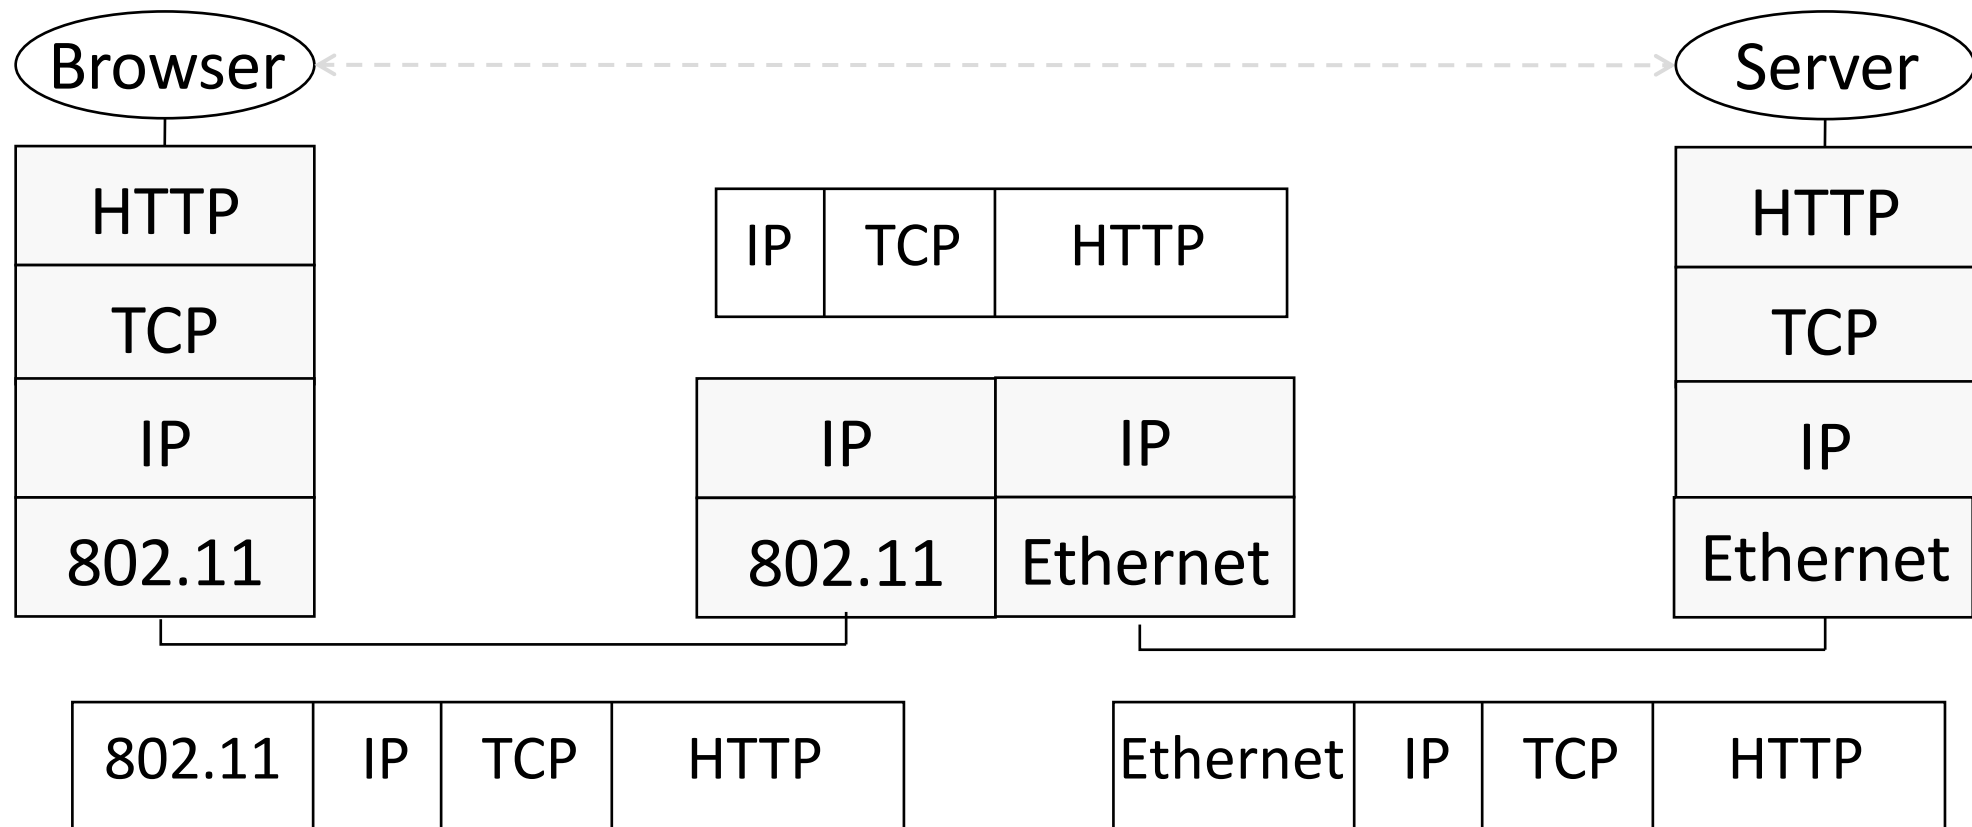 Browser
Server
HTTP
TCP
IP
802.11
IP TCP HTTP
IP IP
802.11 Ethernet
HTTP
TCP
IP
Ethernet
802.11 IP TCP HTTP
Ethernet IP TCP HTTP